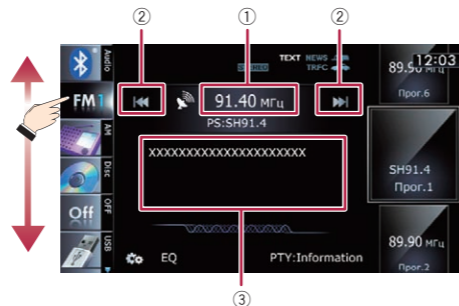 ② ① ②
Audio
TEXT NEWS
12:03
STEREO
TRFC
89.90 МГц
Прог.6
FM1
91.40 МГц
PS:SH91.4
AM
XXXXXXXXXXXXXXXXXXXXXX
Disc
SH91.4
Прог.1
Off
OFF
USB
89.90 МГц
Прог.2
EQ
PTY:Information
③